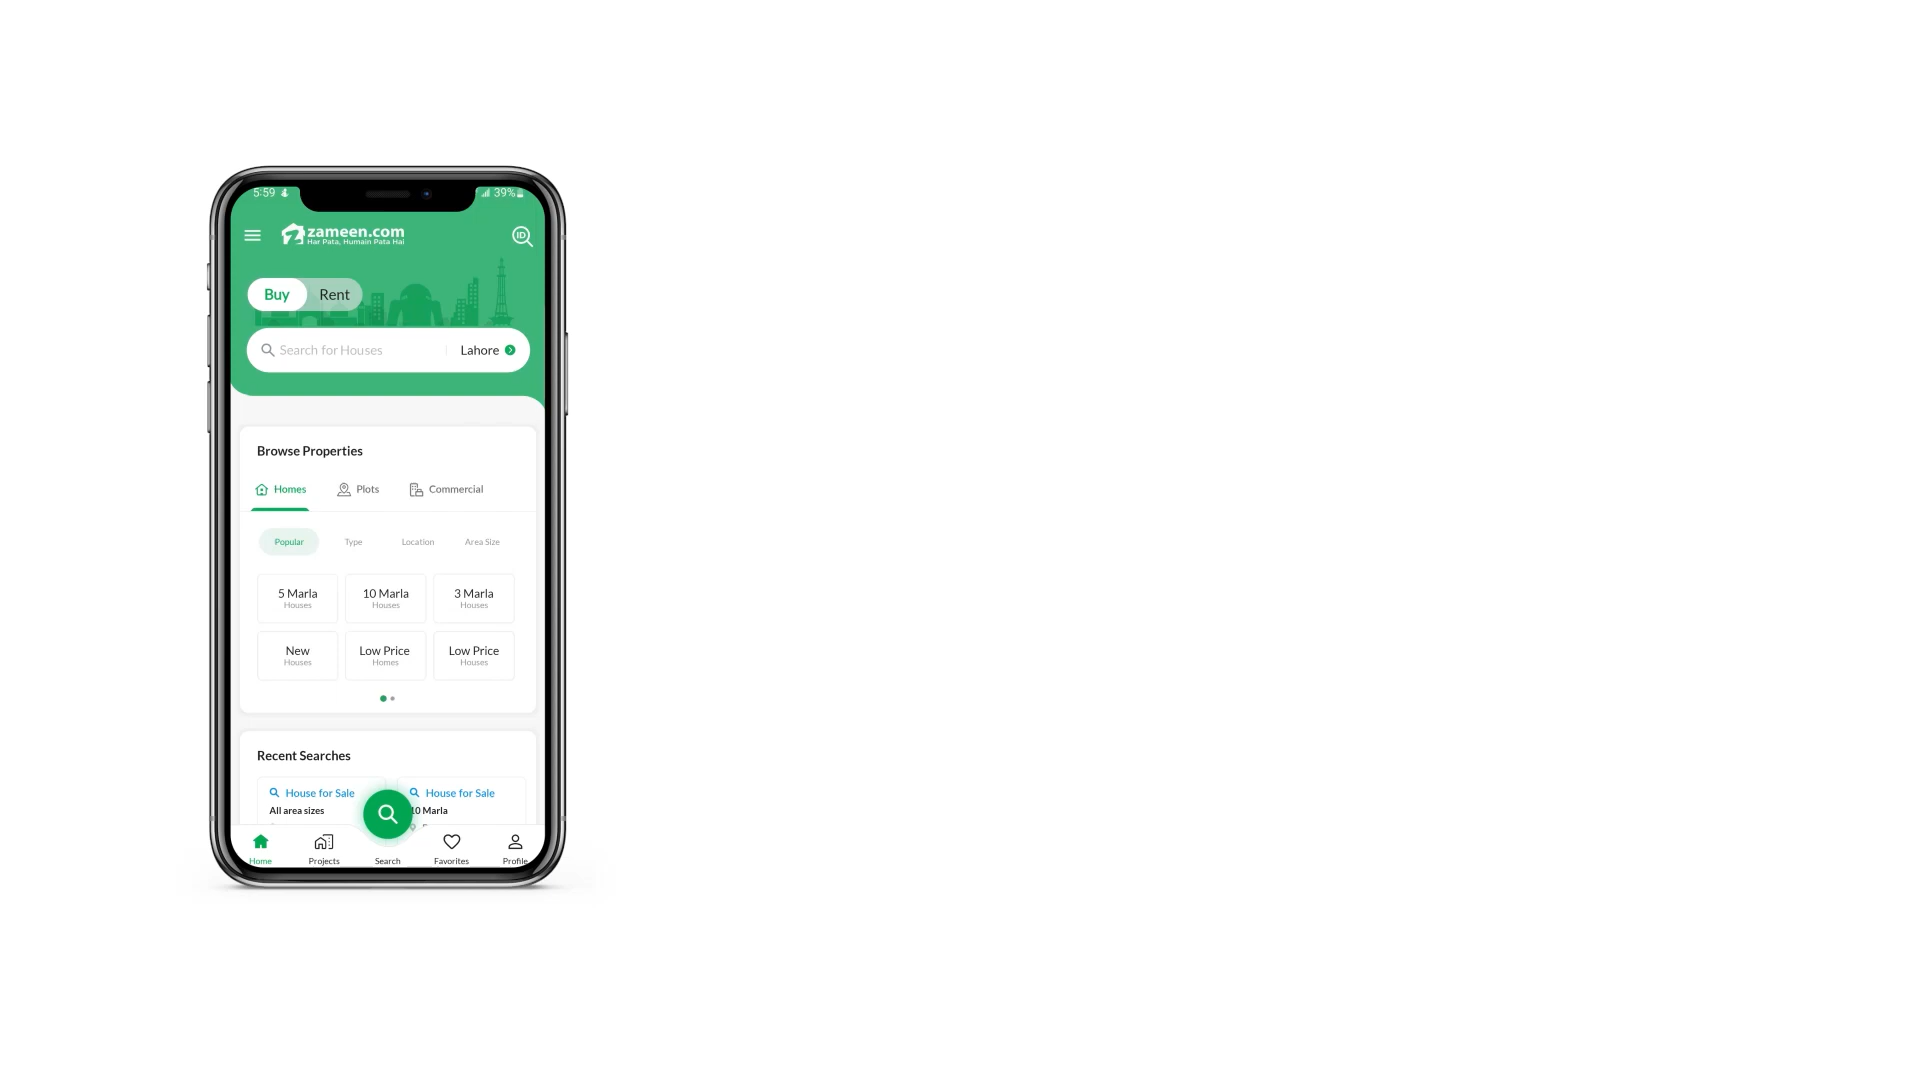 5:59
39%
zameen.com
Har Pata, Humain Pata Hai
ID
Buy
Rent
Search for Houses
Lahore
Browse Properties
Homes
Plots
Commercial
Popular
Type
Location
Area Size
5 Marla
Houses
10 Marla
Houses
3 Marla
Houses
New
Houses
Low Price
Homes
Low Price
Houses
Recent Searches
House for Sale
All area sizes
House for Sale
10 Marla
Home
Projects
Search
Favorites
Profile